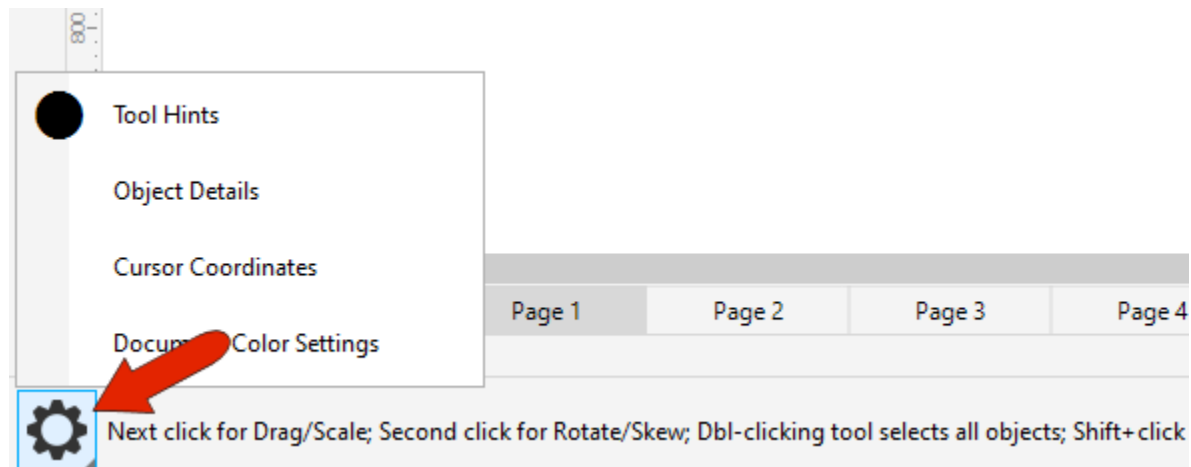 800
Tool Hints
Object Details
Cursor Coordinates
Color Settings
Page 1 Page 2 Page 3 Page 4
Next click for Drag/Scale; Second click for Rotate/Skew; Dbl-clicking tool selects all objects; Shift+click